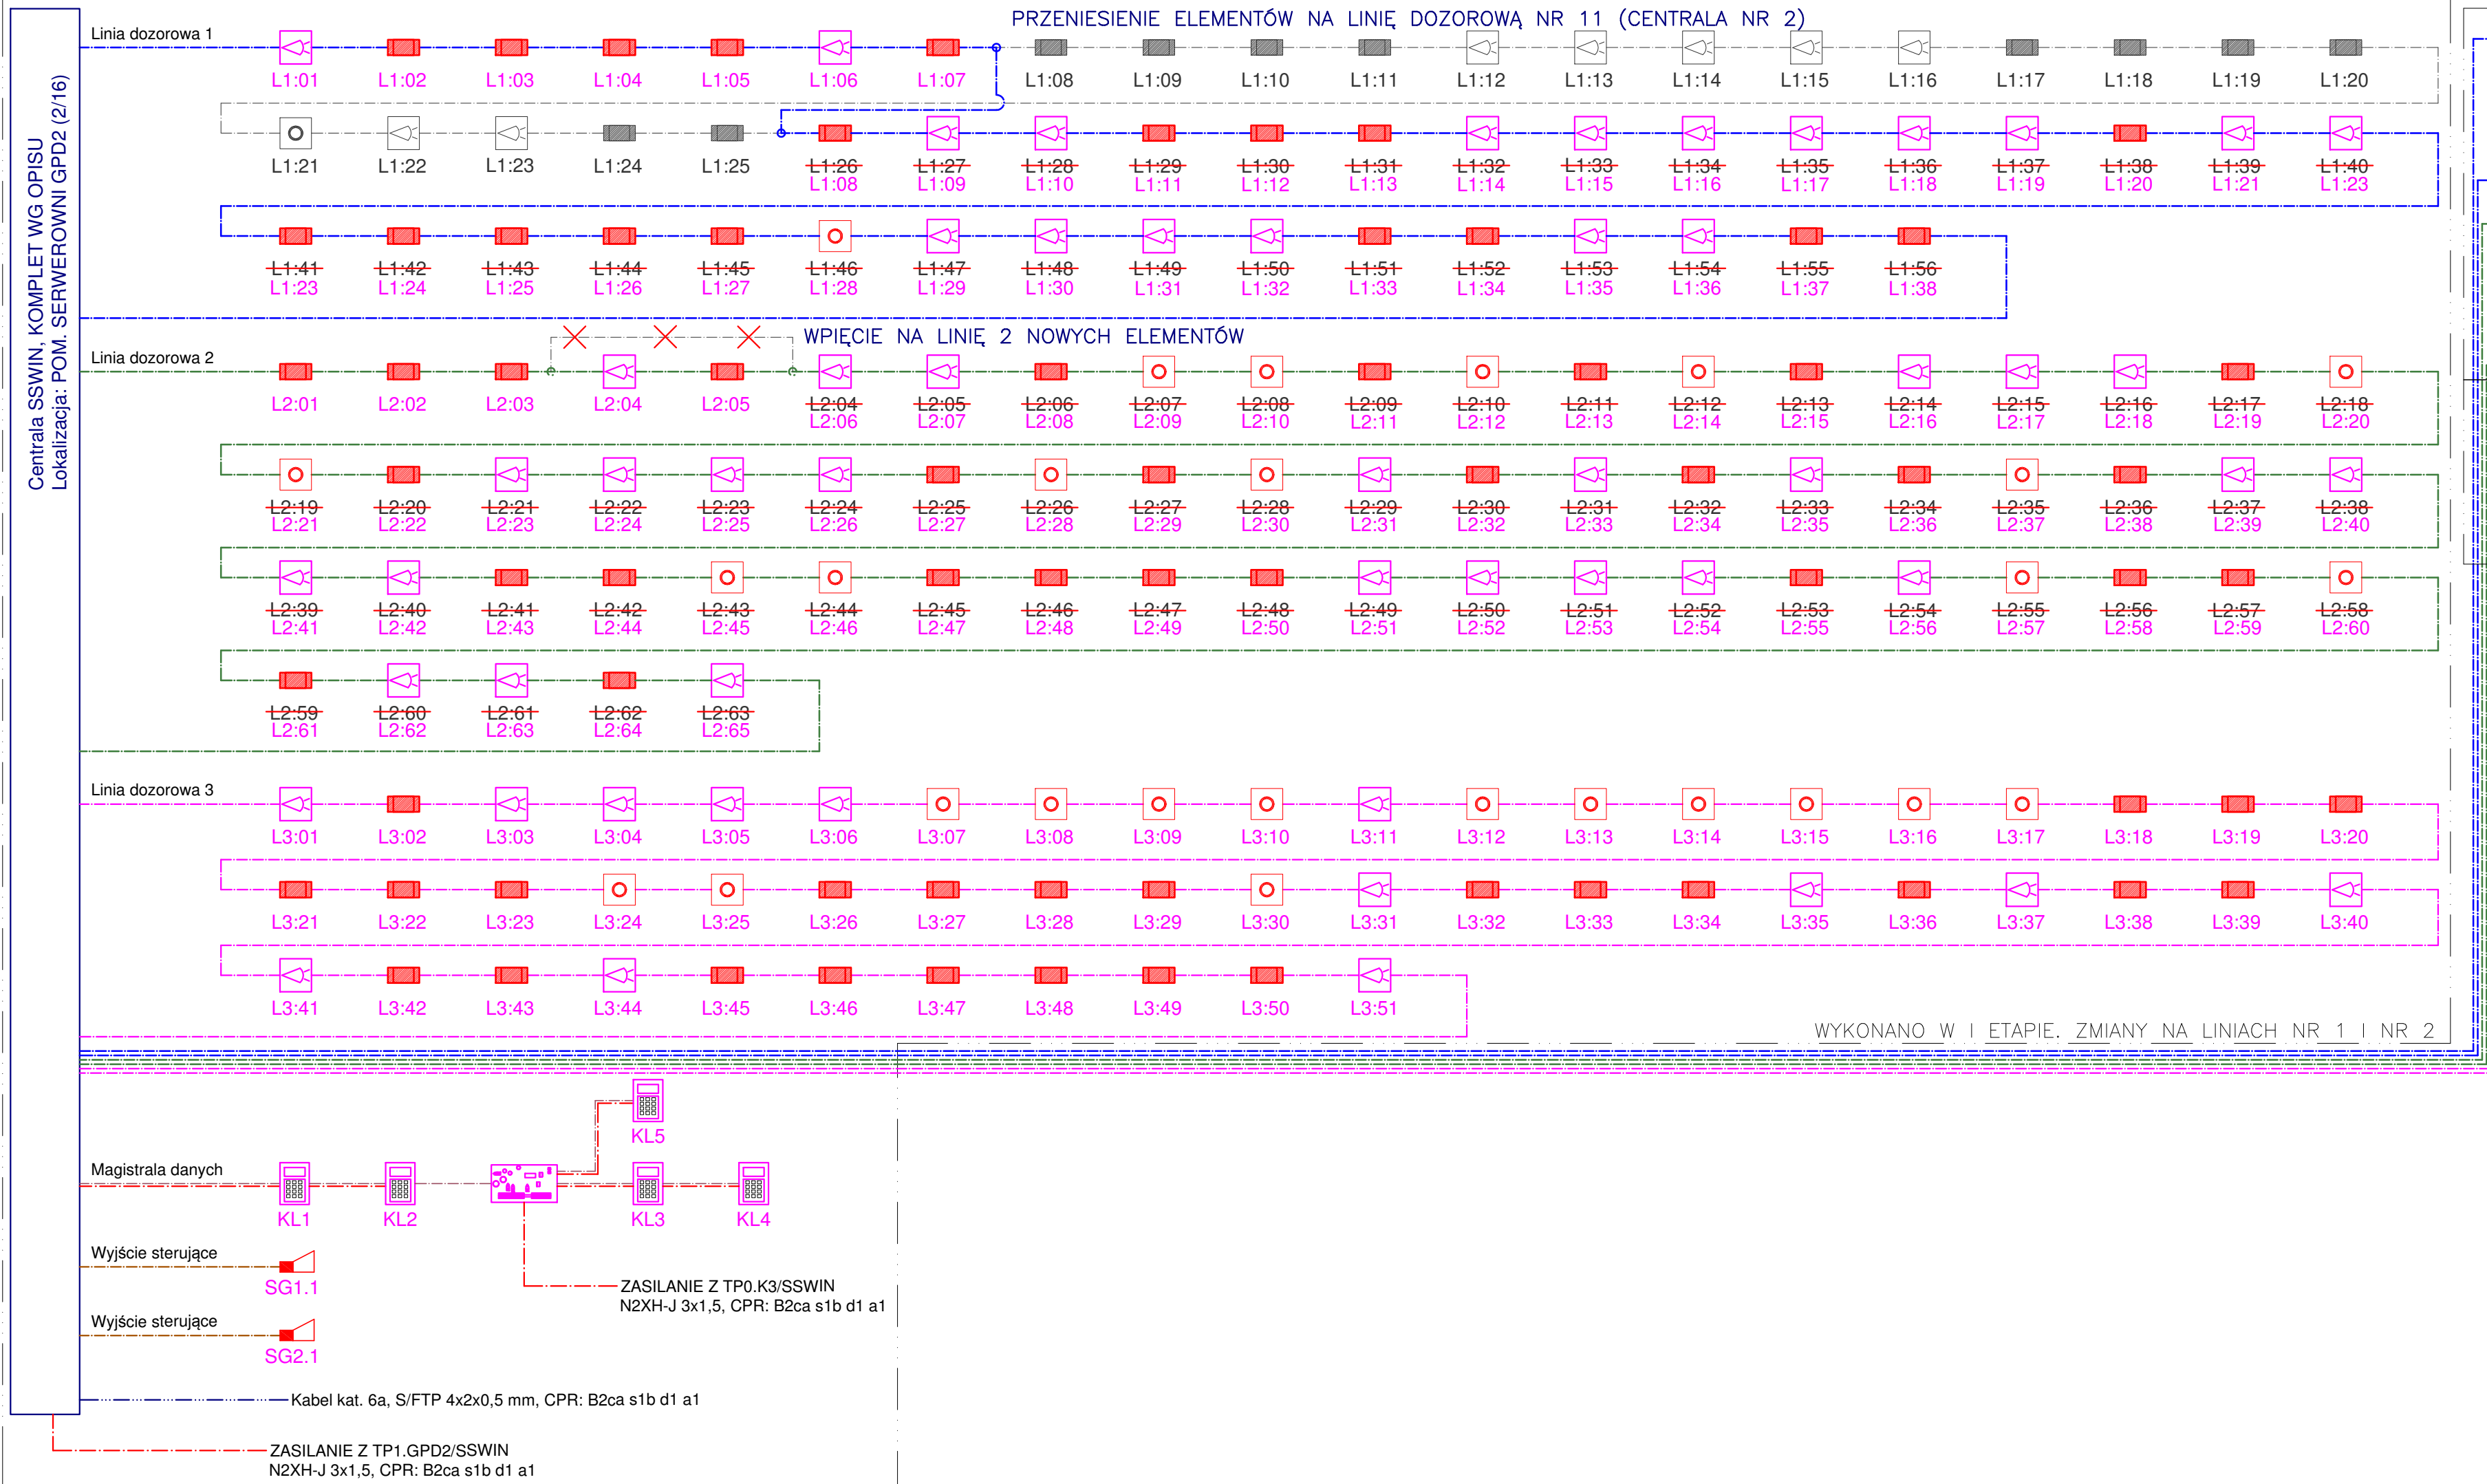 Centrala SSWIN, KOMPLET WG OPISU
Lokalizacja: POM. SERWEROWNI GPD2 (2/16)
PRZENIESIENIE ELEMENTÓW NA LINIĘ DOZOROWĄ NR 11 (CENTRALA NR 2)
Linia dozorowa 1
L1:01 L1:02 L1:03 L1:04 L1:05 L1:06 L1:07 L1:08 L1:09 L1:10 L1:11 L1:12 L1:13 L1:14 L1:15 L1:16 L1:17 L1:18 L1:19 L1:20
L1:21 L1:22 L1:23 L1:24 L1:25 L1:26 L1:27 L1:28 L1:29 L1:30 L1:31 L1:32 L1:33 L1:34 L1:35 L1:36 L1:37 L1:38 L1:39 L1:40
L1:08 L1:09 L1:10 L1:11 L1:12 L1:13 L1:14 L1:15 L1:16 L1:17 L1:18 L1:19 L1:20 L1:21 L1:23
L1:41 L1:42 L1:43 L1:44 L1:45 L1:46 L1:47 L1:48 L1:49 L1:50 L1:51 L1:52 L1:53 L1:54 L1:55 L1:56
L1:23 L1:24 L1:25 L1:26 L1:27 L1:28 L1:29 L1:30 L1:31 L1:32 L1:33 L1:34 L1:35 L1:36 L1:37 L1:38
WPIĘCIE NA LINIĘ 2 NOWYCH ELEMENTÓW
Linia dozorowa 2
L2:01 L2:02 L2:03 L2:04 L2:05 L2:04 L2:05 L2:06 L2:07 L2:08 L2:09 L2:10 L2:11 L2:12 L2:13 L2:14 L2:15 L2:16 L2:17 L2:18
L2:06 L2:07 L2:08 L2:09 L2:10 L2:11 L2:12 L2:13 L2:14 L2:15 L2:16 L2:17 L2:18 L2:19 L2:20
L2:19 L2:20 L2:21 L2:22 L2:23 L2:24 L2:25 L2:26 L2:27 L2:28 L2:29 L2:30 L2:31 L2:32 L2:33 L2:34 L2:35 L2:36 L2:37 L2:38
L2:21 L2:22 L2:23 L2:24 L2:25 L2:26 L2:27 L2:28 L2:29 L2:30 L2:31 L2:32 L2:33 L2:34 L2:35 L2:36 L2:37 L2:38 L2:39 L2:40
L2:39 L2:40 L2:41 L2:42 L2:43 L2:44 L2:45 L2:46 L2:47 L2:48 L2:49 L2:50 L2:51 L2:52 L2:53 L2:54 L2:55 L2:56 L2:57 L2:58
L2:41 L2:42 L2:43 L2:44 L2:45 L2:46 L2:47 L2:48 L2:49 L2:50 L2:51 L2:52 L2:53 L2:54 L2:55 L2:56 L2:57 L2:58 L2:59 L2:60
L2:59 L2:60 L2:61 L2:62 L2:63
L2:61 L2:62 L2:63 L2:64 L2:65
Linia dozorowa 3
L3:01 L3:02 L3:03 L3:04 L3:05 L3:06 L3:07 L3:08 L3:09 L3:10 L3:11 L3:12 L3:13 L3:14 L3:15 L3:16 L3:17 L3:18 L3:19 L3:20
L3:21 L3:22 L3:23 L3:24 L3:25 L3:26 L3:27 L3:28 L3:29 L3:30 L3:31 L3:32 L3:33 L3:34 L3:35 L3:36 L3:37 L3:38 L3:39 L3:40
L3:41 L3:42 L3:43 L3:44 L3:45 L3:46 L3:47 L3:48 L3:49 L3:50 L3:51
WYKONANO W I ETAPIE. ZMIANY NA LINIACH NR 1 I NR 2
KL5
Magistrala danych
KL1 KL2 KL3 KL4
Wyjście sterujące
SG1.1
ZASILANIE Z TP0.K3/SSWIN
N2XH-J 3x1,5, CPR: B2ca s1b d1 a1
Wyjście sterujące
SG2.1
Kabel kat. 6a, S/FTP 4x2x0,5 mm, CPR: B2ca s1b d1 a1
ZASILANIE Z TP1.GPD2/SSWIN
N2XH-J 3x1,5, CPR: B2ca s1b d1 a1